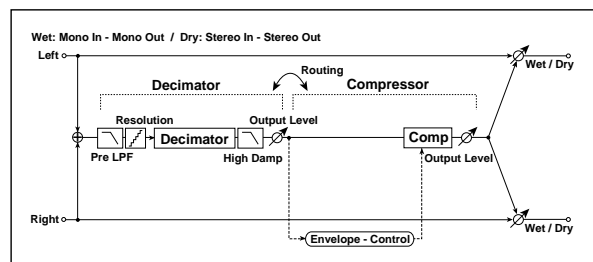 Wet: Mono In - Mono Out / Dry: Stereo In - Stereo Out
Left
Wet / Dry
Routing
Decimator
Compressor
Resolution
Output Level
Decimator
Comp
Pre LPF
High Damp
Output Level
Right
Wet / Dry
Envelope - Control